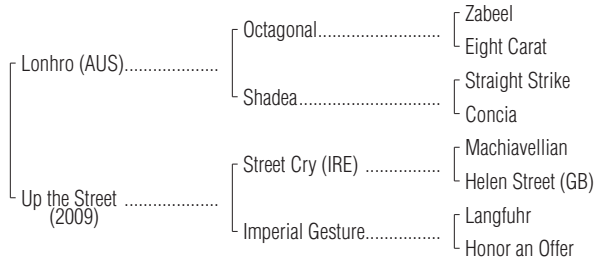 Zabeel
Octagonal..........................
Eight Carat
Lonhro (AUS)....................
Straight Strike
Shadea..............................
Concia
Machiavellian
Street Cry (IRE) ................
Helen Street (GB)
Up the Street ....................
(2009)
Langfuhr
Imperial Gesture................
Honor an Offer